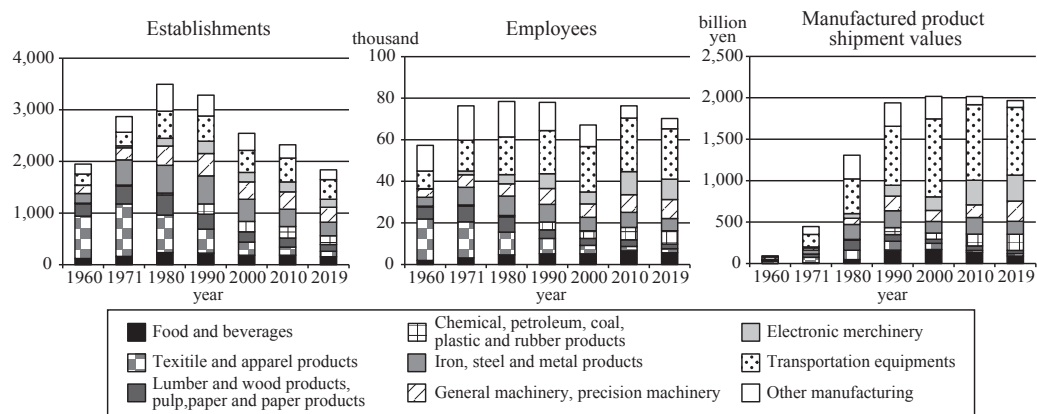 Establishments
4,000
3,000
2,000
1,000
0
1960 1971 1980 1990 2000 2010 2019
year
thousand
Employees
100
80
60
40
20
0
1960 1971 1980 1990 2000 2010 2019
year
billion
yen
Manufactured product
shipment values
2,500
2,000
1,500
1,000
500
0
1960 1971 1980 1990 2000 2010 2019
year
Food and beverages
Texitile and apparel products
Lumber and wood products,
pulp,paper and paper products
Chemical, petroleum, coal,
plastic and rubber products
Iron, steel and metal products
General machinery, precision machinery
Electronic merchinery
Transportation equipments
Other manufacturing